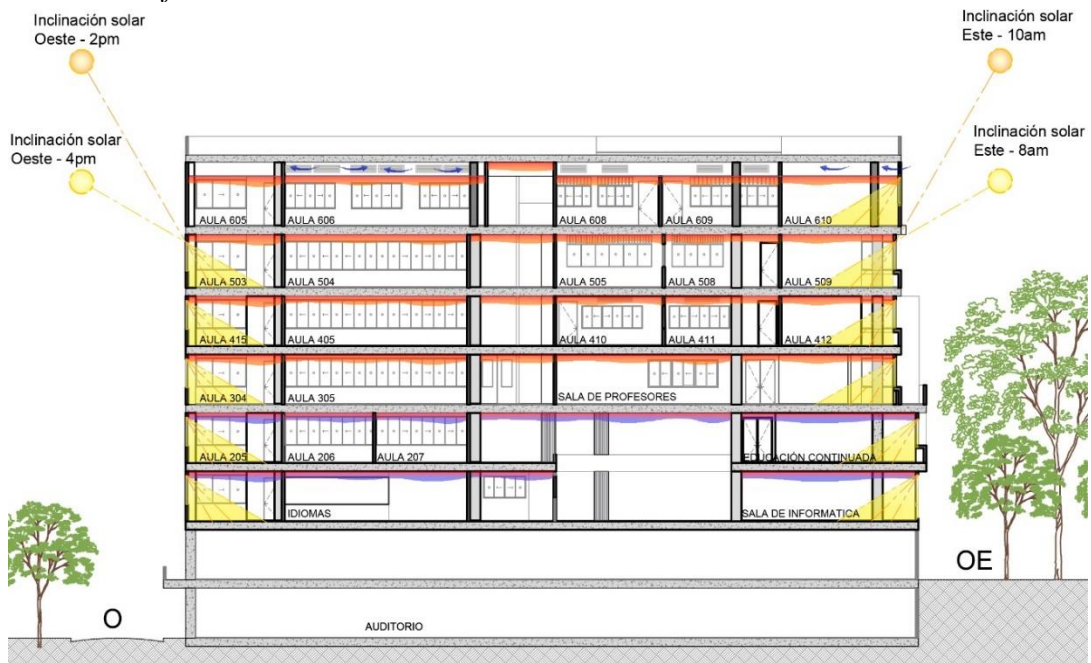 Inclinación solar
Oeste - 2pm
Inclinación solar
Este - 10am
Inclinación solar
Oeste - 4pm
Inclinación solar
Este - 8am
AULA 605
AULA 606
AULA 608
AULA 609
AULA 610
AULA 503
AULA 504
AULA 505
AULA 508
AULA 509
AULA 415
AULA 405
AULA 410
AULA 411
AULA 412
AULA 304
AULA 305
SALA DE PROFESORES
AULA 205
AULA 206
AULA 207
EDUCACIÓN CONTINUADA
IDIOMAS
SALA DE INFORMATICA
OE
O
AUDITORIO